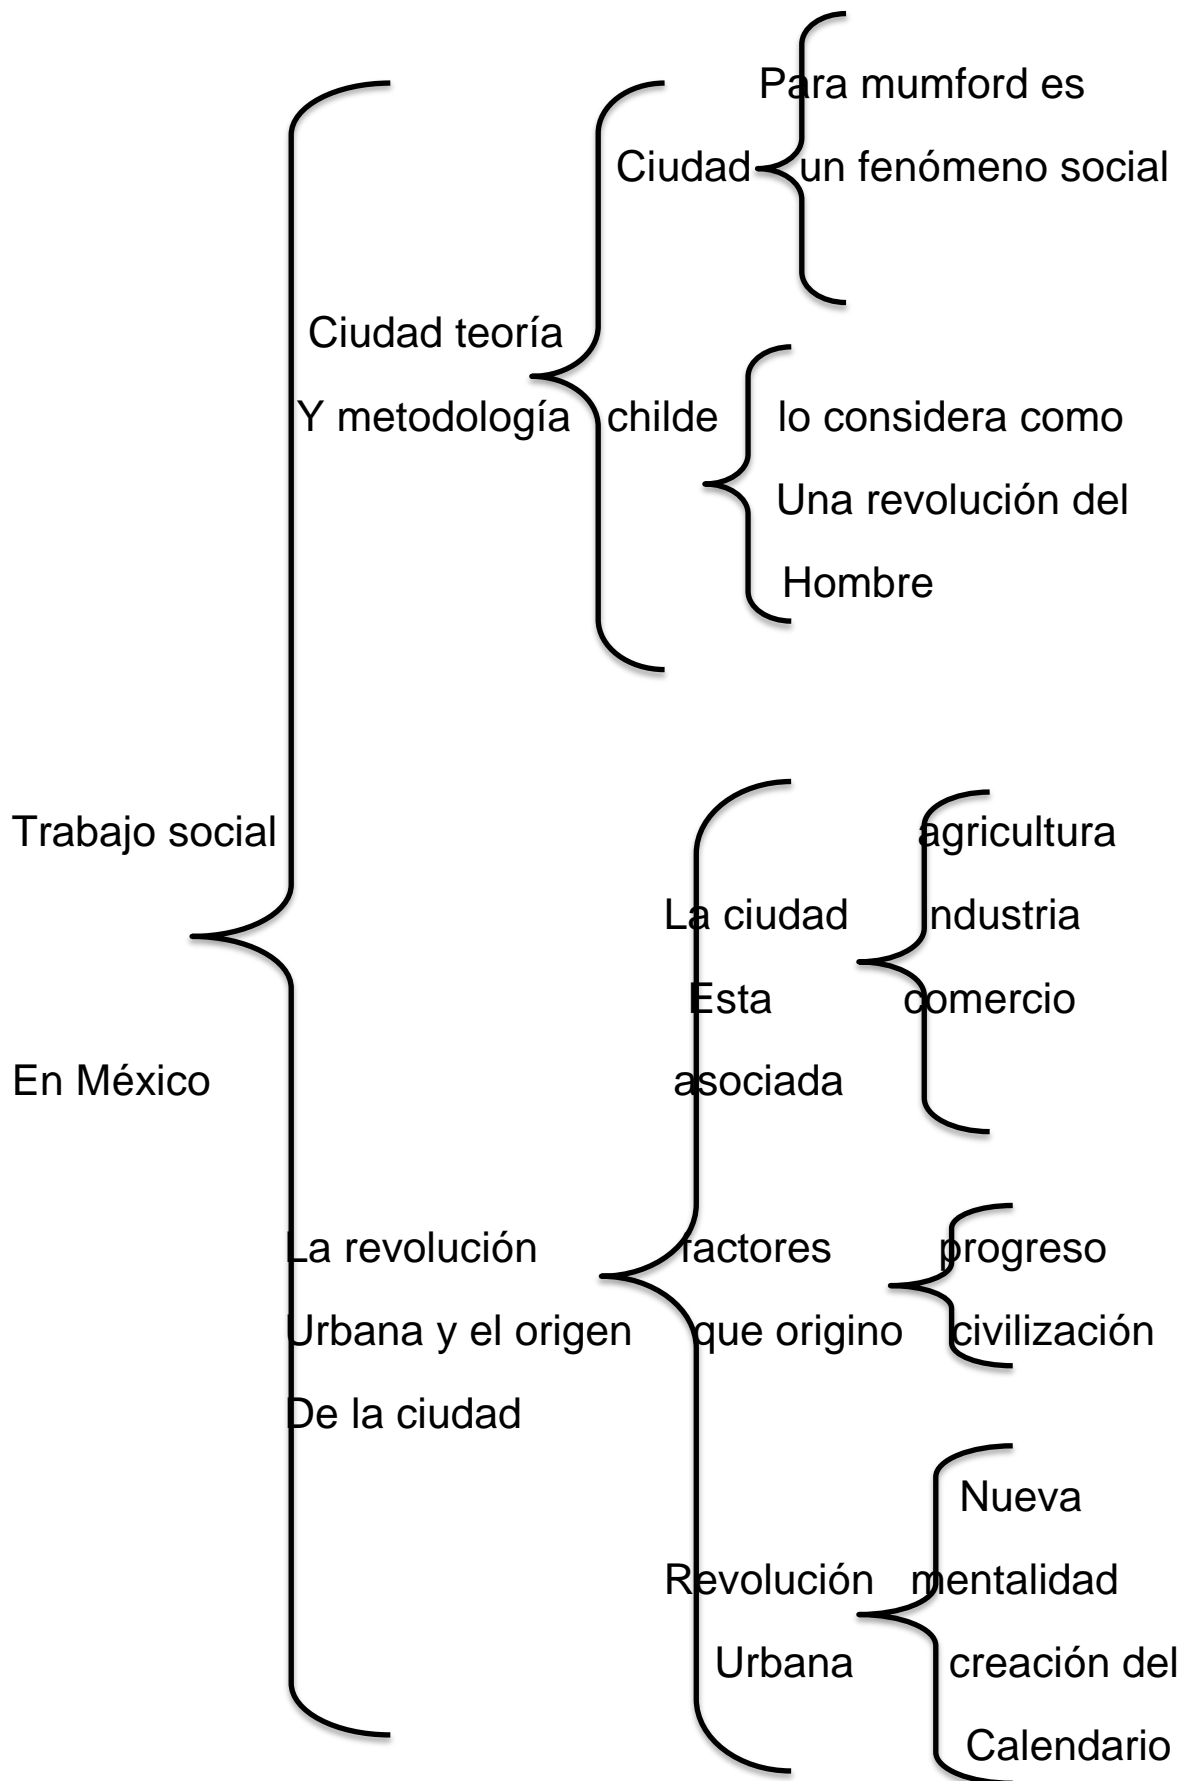 Para mumford es
Ciudad un fenómeno social
Ciudad teoría
Y metodología childe lo considera como
Una revolución del
Hombre
Trabajo social agricultura
La ciudad ndustria
Esta comercio
En México asociada
La revolución factores progreso
Urbana y el origen que origino civilización
De la ciudad
Nueva
Revolución mentalidad
Urbana creación del
Calendario